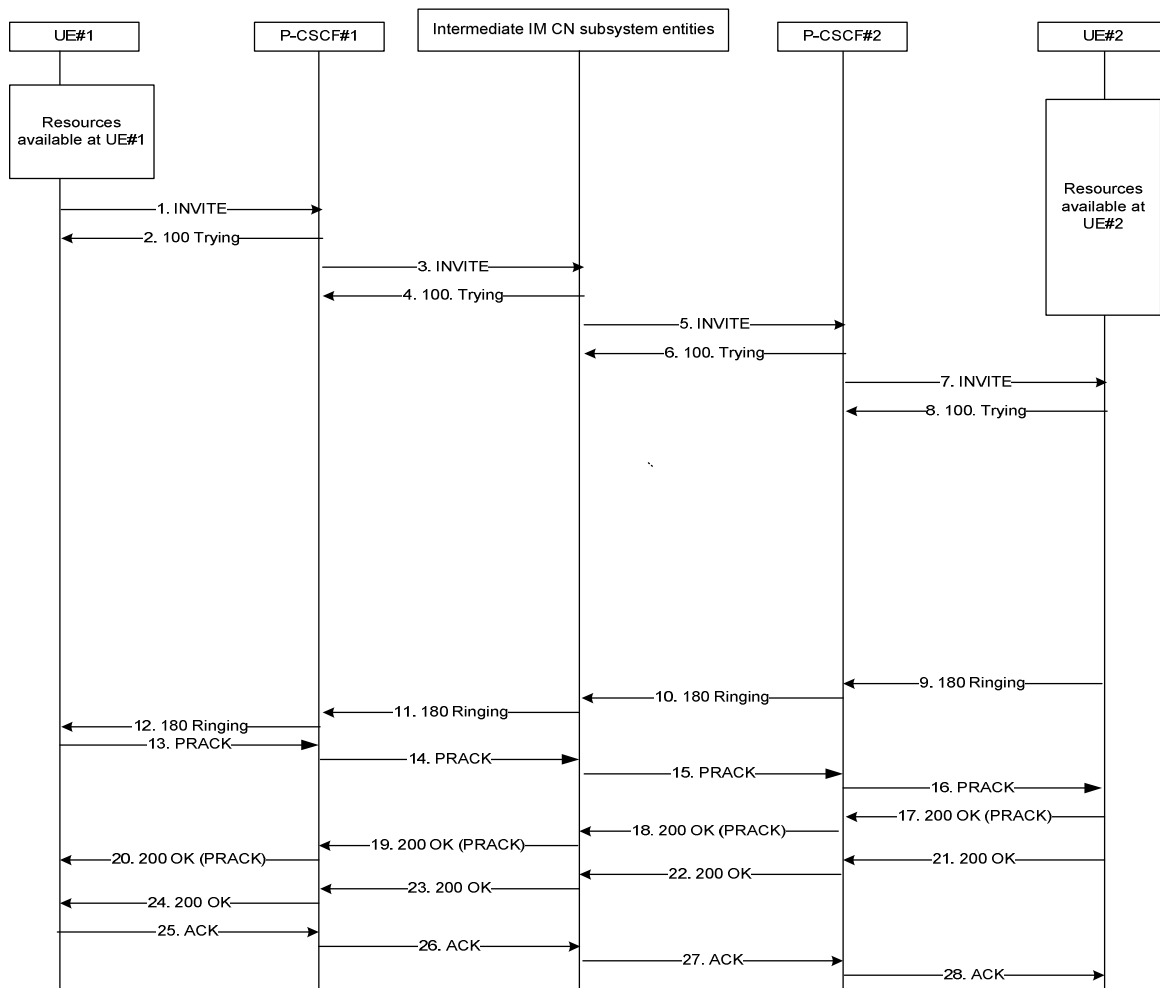 UE#1
P-CSCF#1
Intermediate IM CN subsystem entities
P-CSCF#2
UE#2
Resources
available at UE#1
Resources
available at
UE#2
1. INVITE
2. 100 Trying
3. INVITE
4. 100. Trying
5. INVITE
6. 100. Trying
7. INVITE
8. 100. Trying
9. 180 Ringing
10. 180 Ringing
11. 180 Ringing
12. 180 Ringing
13. PRACK
14. PRACK
15. PRACK
16. PRACK
17. 200 OK (PRACK)
18. 200 OK (PRACK)
19. 200 OK (PRACK)
20. 200 OK (PRACK)
21. 200 OK
22. 200 OK
23. 200 OK
24. 200 OK
25. ACK
26. ACK
27. ACK
28. ACK